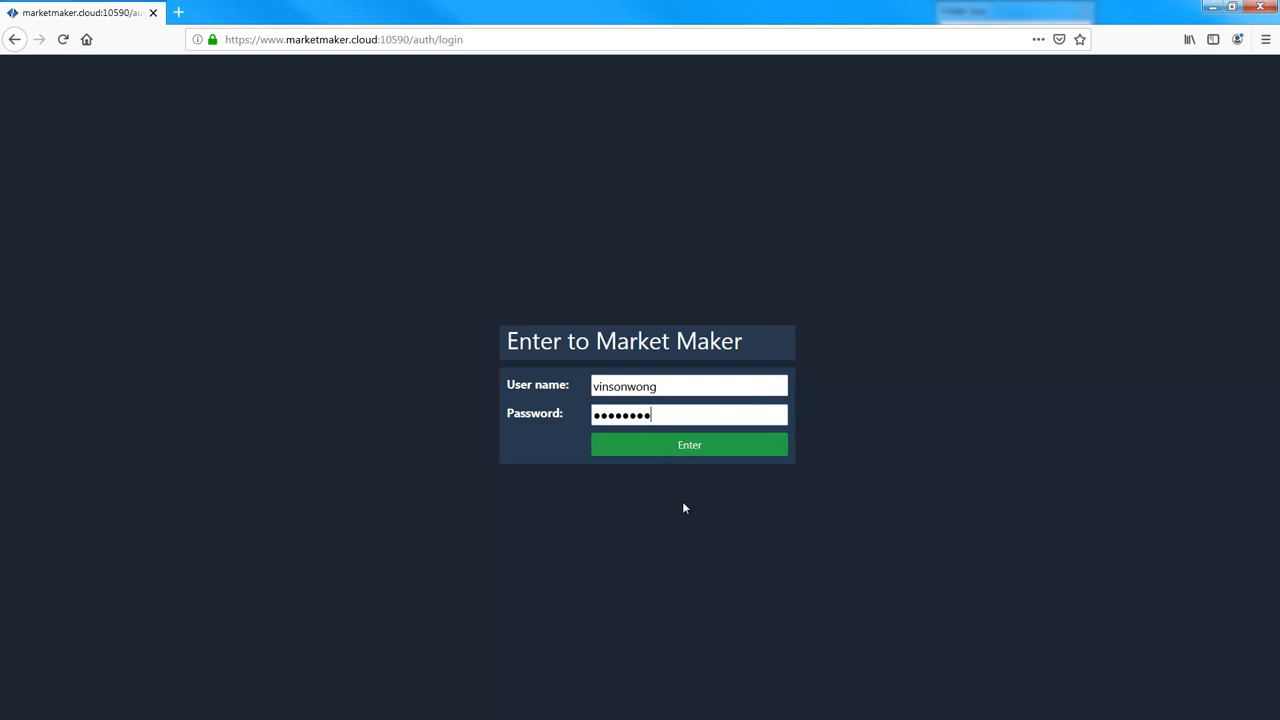 marketmaker.cloud:10590/au
https://www.marketmaker.cloud:10590/auth/login
Enter to Market Maker
User name: vinsonwong
Password: ●●●●●●●●
Enter